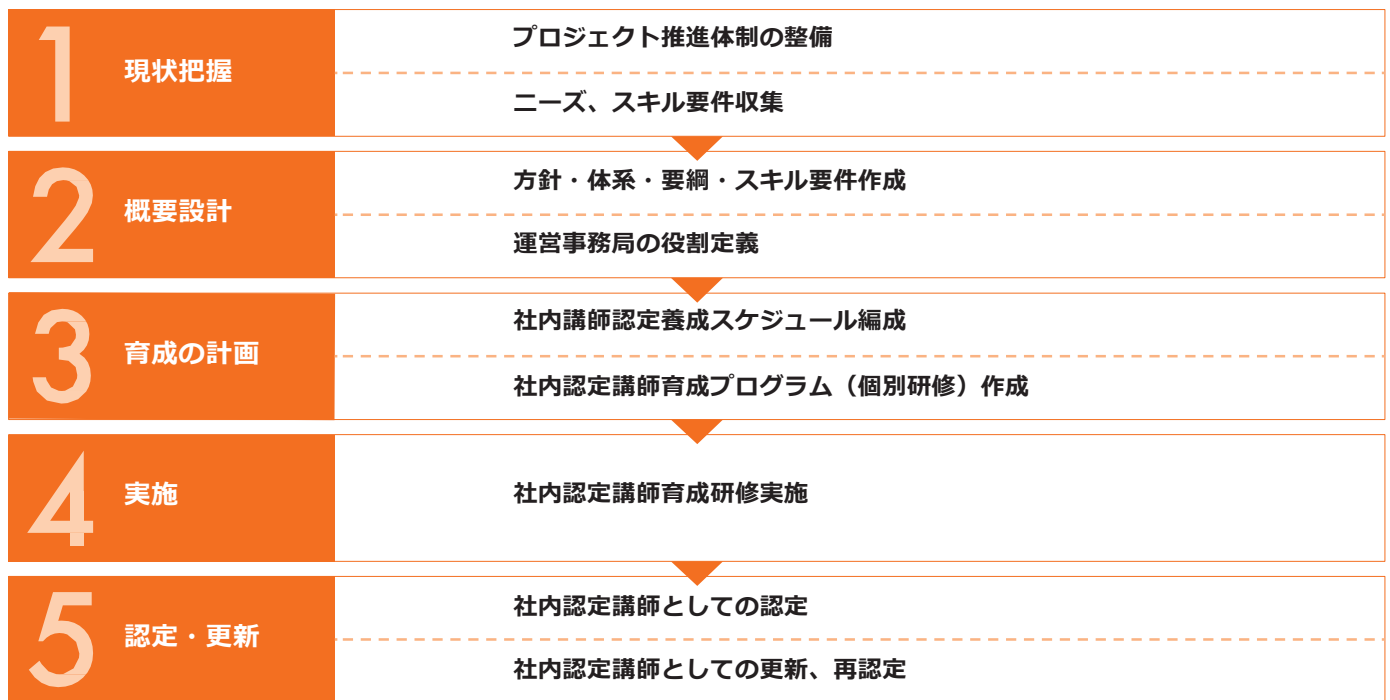 1
現状把握
プロジェクト推進体制の整備
ニーズ、スキル要件収集
2
概要設計
方針・体系・要綱・スキル要件作成
運営事務局の役割定義
3
育成の計画
社内講師認定養成スケジュール編成
社内認定講師育成プログラム（個別研修）作成
4
実施
社内認定講師育成研修実施
5
認定・更新
社内認定講師としての認定
社内認定講師としての更新、再認定